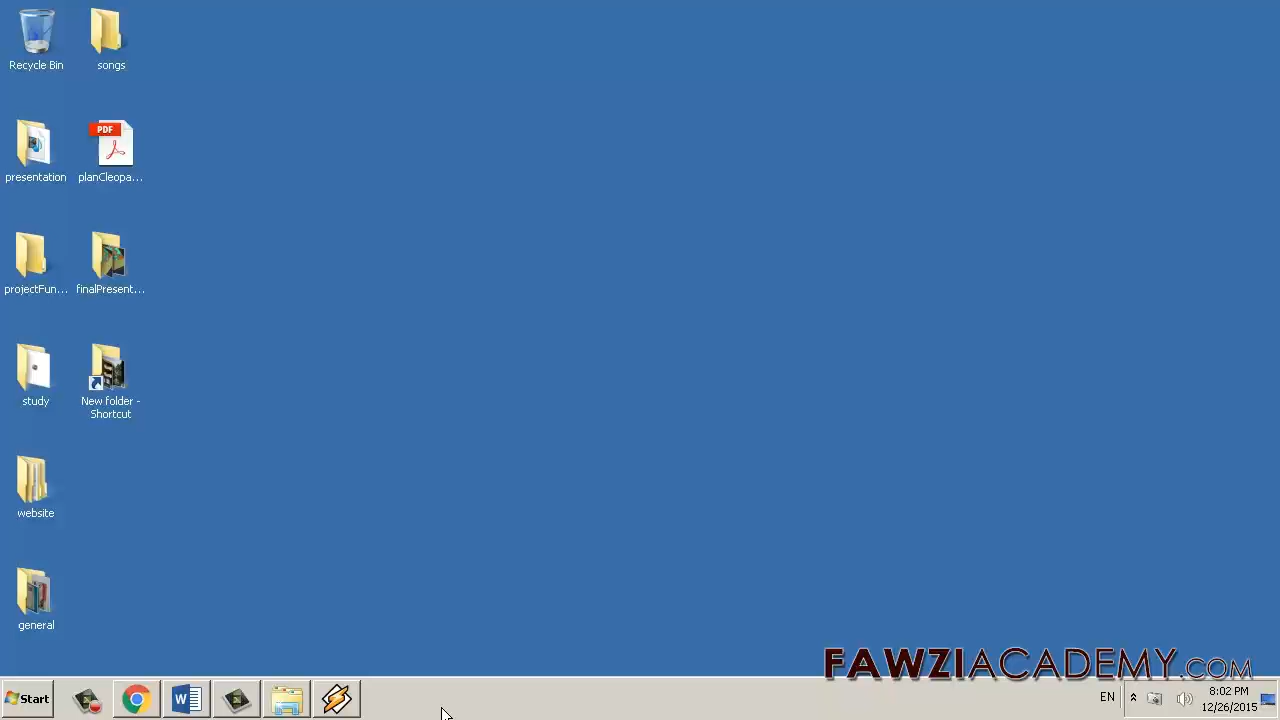 Recycle Bin
songs
presentation
PDF
planCleopa...
projectFun...
finalPresent...
study
New folder -
Shortcut
website
general
FAWZIACADEMY.COM
Start
W
EN
8:02 PM
12/26/2015